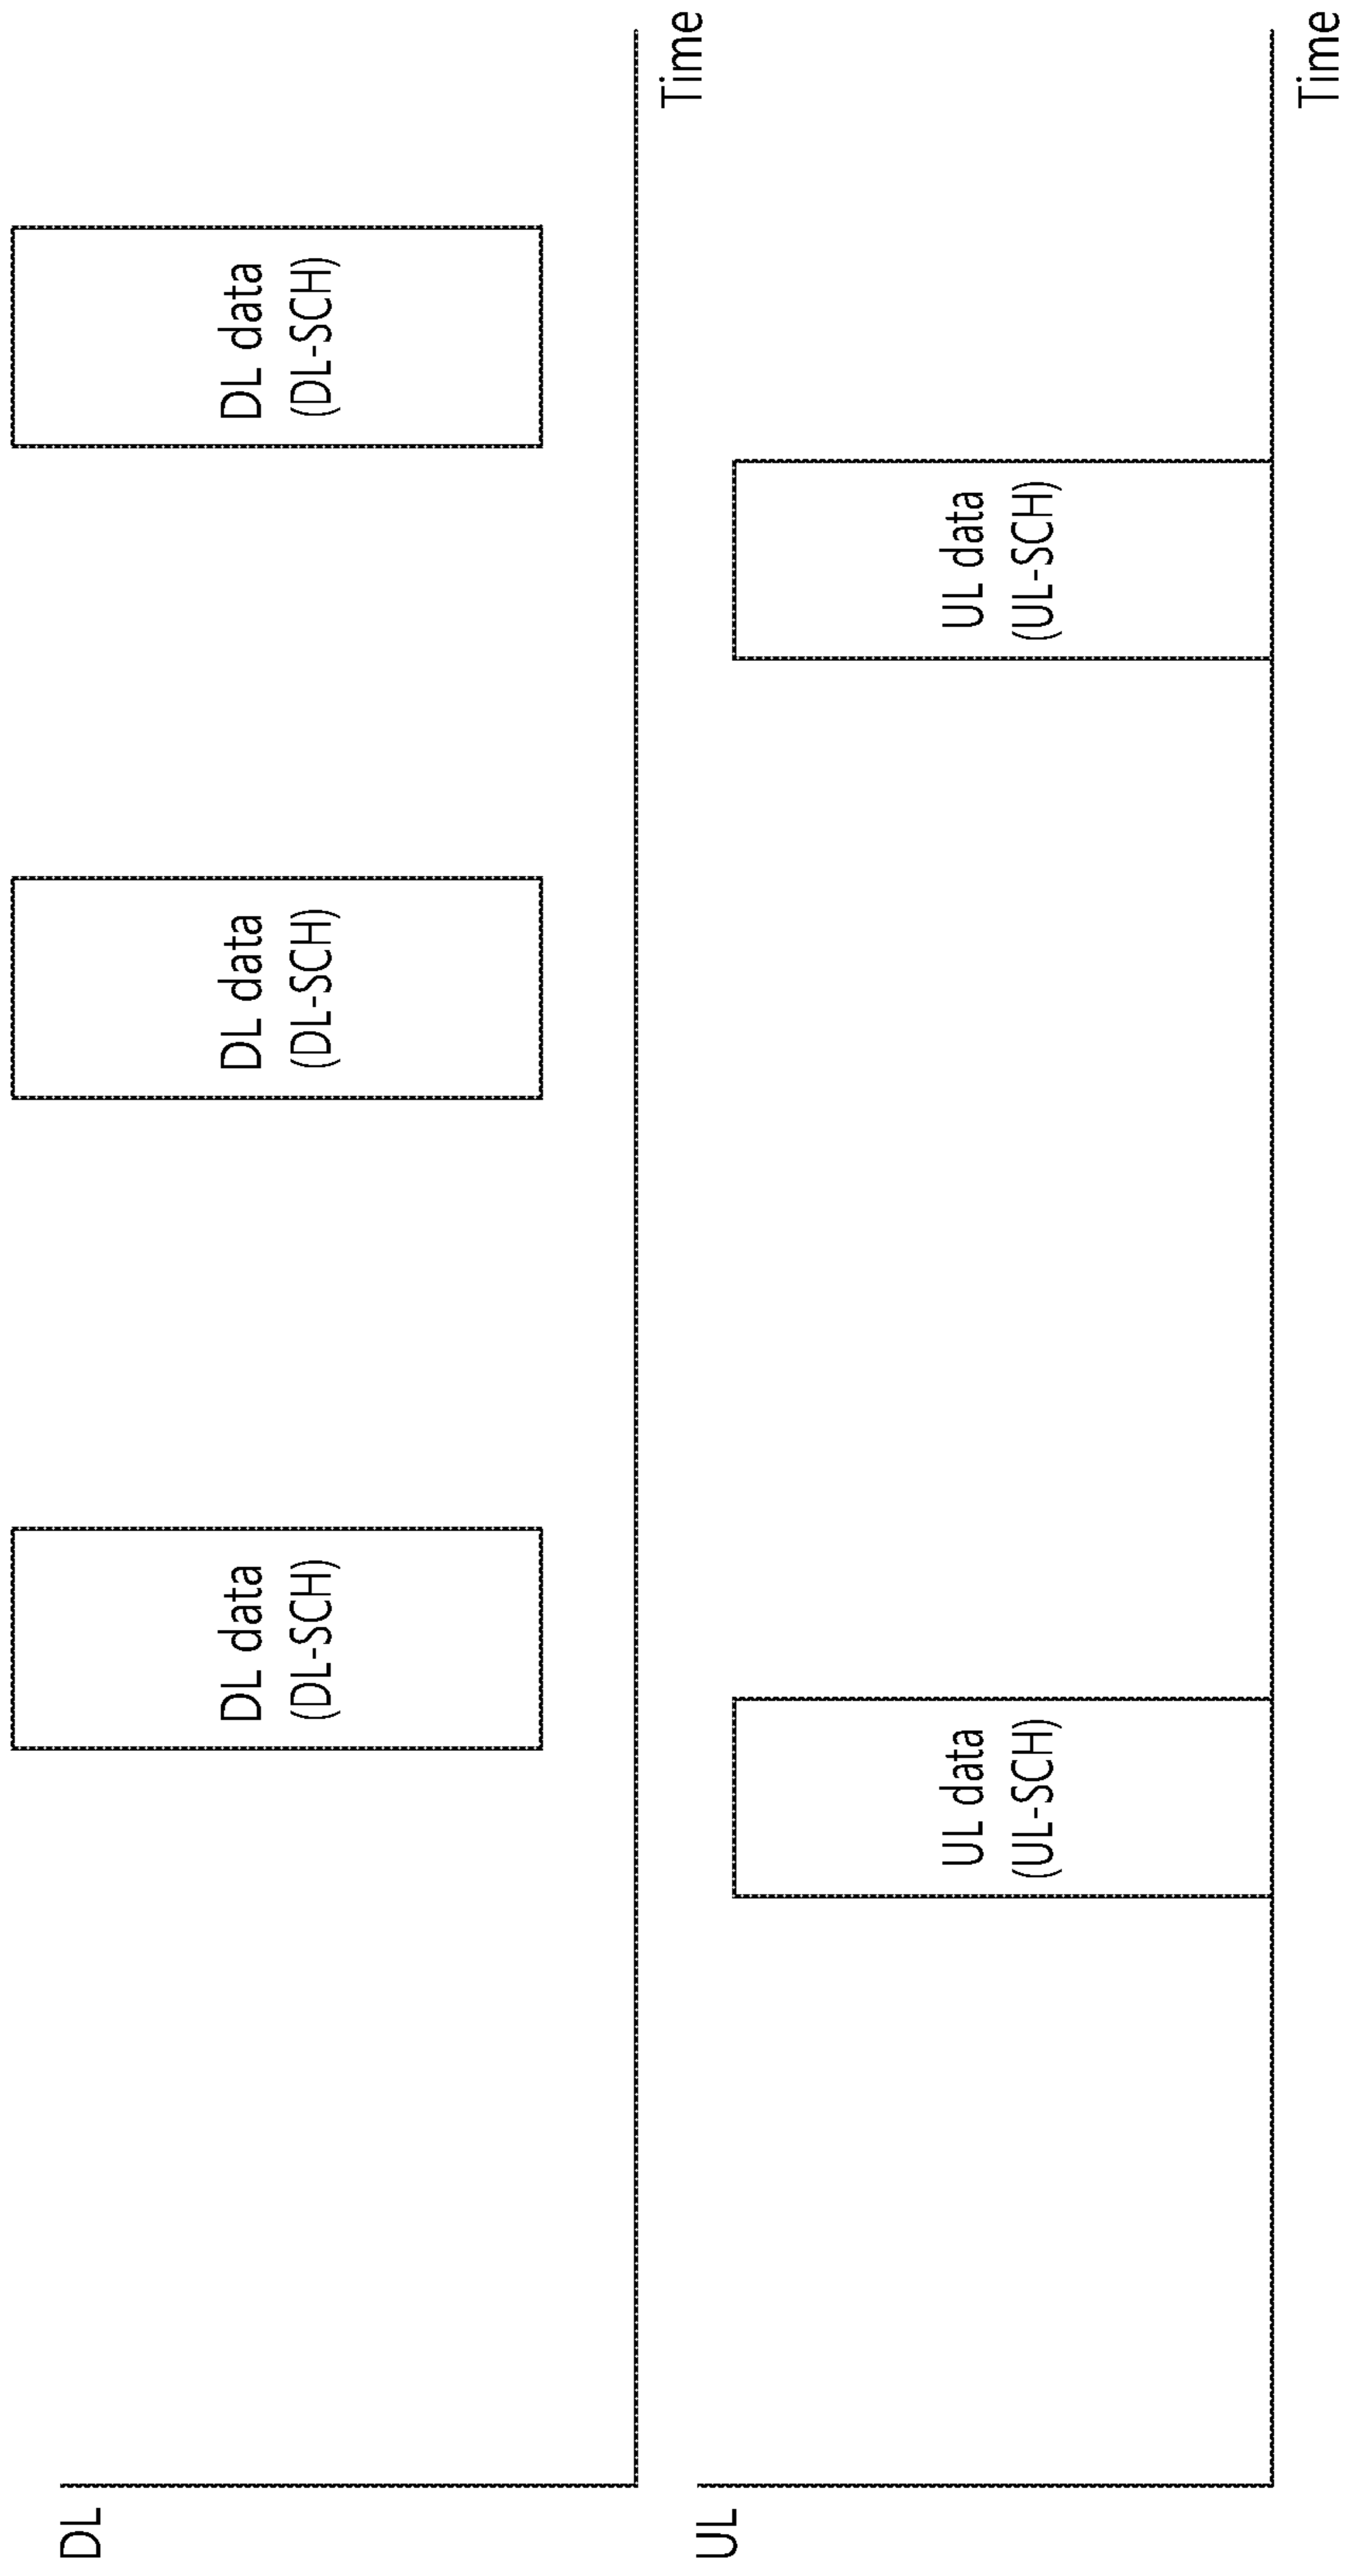 DL
DL data
(DL-SCH)
DL data
(DL-SCH)
DL data
(DL-SCH)
Time
UL
UL data
(UL-SCH)
UL data
(UL-SCH)
Time